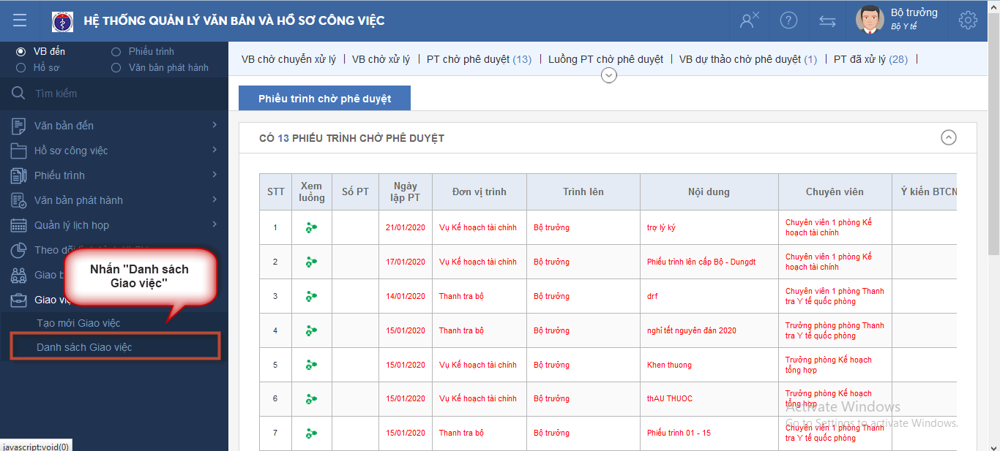 HỆ THỐNG QUẢN LÝ VĂN BẢN VÀ HỒ SƠ CÔNG VIỆC
Bộ trưởng
Bộ Y tế
VB đến
Phiếu trình
Hồ sơ
Văn bản phát hành
Tìm kiếm
Văn bản đến
Hồ sơ công việc
Phiếu trình
Văn bản phát hành
Quản lý lịch họp
Theo dõi
Giao
Giao việ
Nhấn "Danh sách
Giao việc"
Tạo mới Giao việc
Danh sách Giao việc
javascript:void(0)
VB chờ chuyển xử lý | VB chờ xử lý | PT chờ phê duyệt (13) | Luồng PT chờ phê duyệt | VB dự thảo chờ phê duyệt (1) | PT đã xử lý (28) |
Phiếu trình chờ phê duyệt
CÓ 13 PHIẾU TRÌNH CHỜ PHÊ DUYỆT
STT Xem luồng Số PT Ngày lập PT Đơn vị trình Trình lên Nội dung Chuyên viên Ý kiến BTCN
1 21/01/2020 Vụ Kế hoạch tài chính Bộ trưởng trợ lý ký Chuyên viên 1 phòng Kế
hoạch tài chính
2 17/01/2020 Vụ Kế hoạch tài chính Bộ trưởng Phiếu trình lên cấp Bộ - Dungdt Chuyên viên 1 phòng Kế
hoạch tài chính
3 14/01/2020 Thanh tra bộ Bộ trưởng drf Chuyên viên 1 phòng Thanh
tra Y tế quốc phòng
4 15/01/2020 Thanh tra bộ Bộ trưởng nghỉ tết nguyên đán 2020 Trưởng phòng phòng Thanh
tra Y tế quốc phòng
5 15/01/2020 Vụ Kế hoạch tài chính Bộ trưởng Khen thuong Trưởng phòng Kế hoạch
tổng hợp
6 15/01/2020 Vụ Kế hoạch tài chính Bộ trưởng thAU THUOC Trưởng phòng Kế hoạch
tổng hợp
7 15/01/2020 Thanh tra bộ Bộ trưởng Phiếu trình 01 - 15 Chuyên viên 1 phòng Thanh
tra Y tế quốc phòng
Activate Windows
Go to Settings to activate Windows.